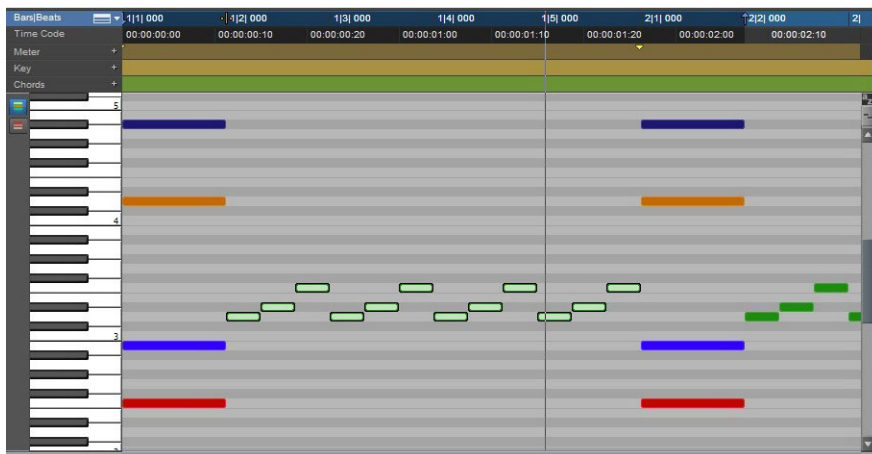 Bars|Beats 1|1| 000 1|2| 000 1|3| 000 1|4| 000 1|5| 000 2|1| 000 2|2| 000 2|
Time Code 00:00:00:00 00:00:00:10 00:00:00:20 00:00:01:00 00:00:01:10 00:00:01:20 00:00:02:00 00:00:02:10
Meter +
Key +
Chords +
5
4
3